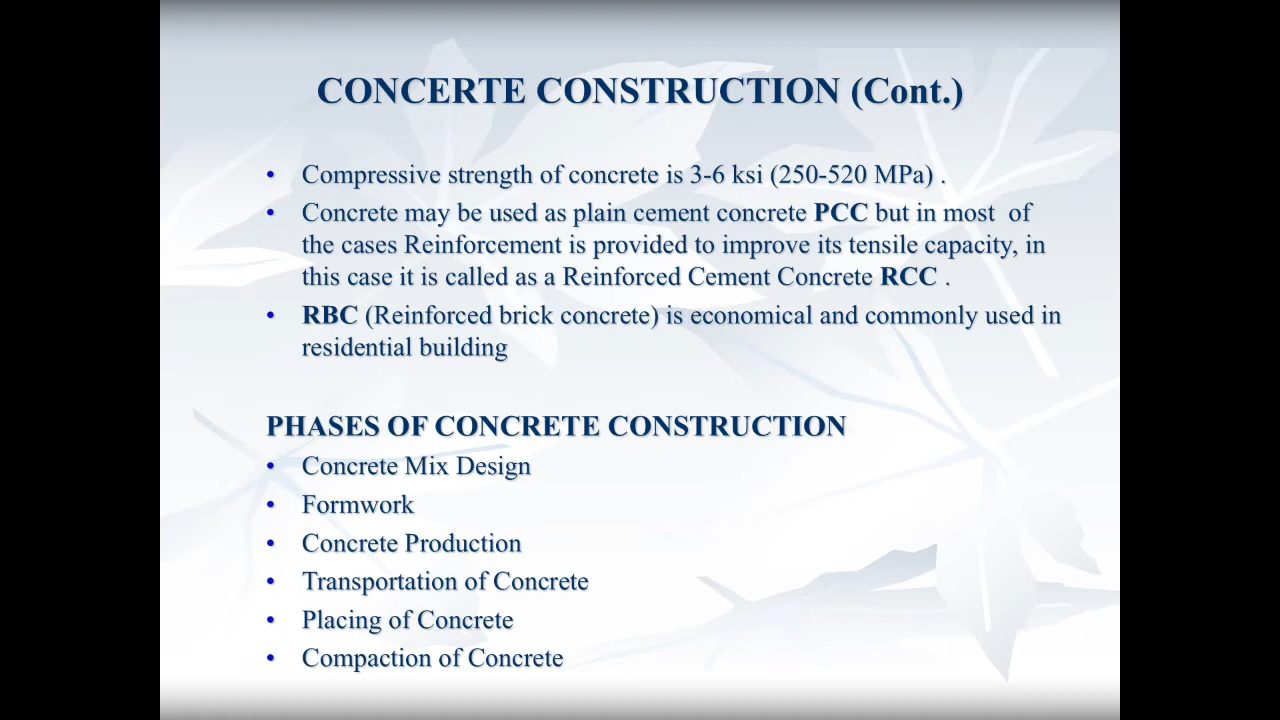 CONCERTE CONSTRUCTION (Cont.)
• Compressive strength of concrete is 3-6 ksi (250-520 MPa) .
• Concrete may be used as plain cement concrete PCC but in most of
the cases Reinforcement is provided to improve its tensile capacity, in
this case it is called as a Reinforced Cement Concrete RCC .
• RBC (Reinforced brick concrete) is economical and commonly used in
residential building
PHASES OF CONCRETE CONSTRUCTION
• Concrete Mix Design
• Formwork
• Concrete Production
• Transportation of Concrete
• Placing of Concrete
• Compaction of Concrete